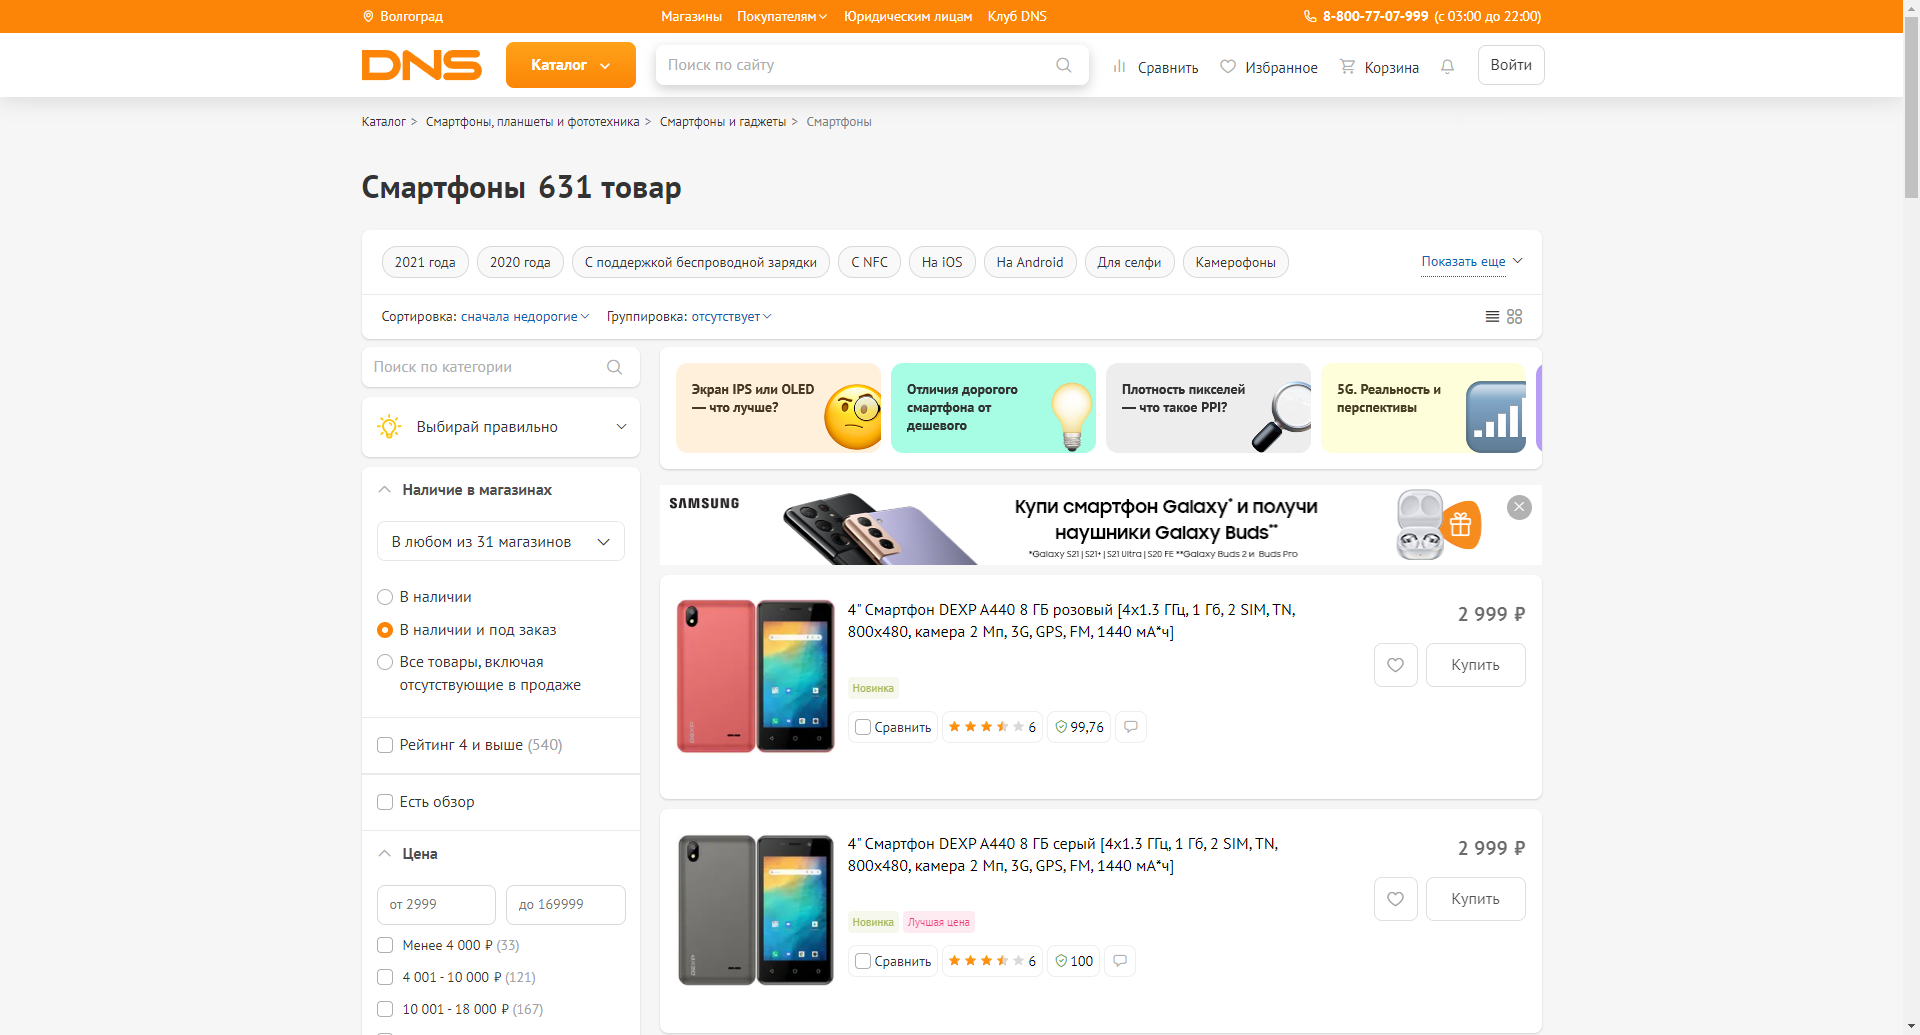 Волгоград
Магазины Покупателям Юридическим лицам Клуб DNS
8-800-77-07-999 (с 03:00 до 22:00)
DNS
Каталог
Поиск по сайту
Сравнить
Избранное
Корзина
Войти
Каталог > Смартфоны, планшеты и фототехника > Смартфоны и гаджеты > Смартфоны
Смартфоны 631 товар
2021 года
2020 года
С поддержкой беспроводной зарядки
С NFC
На iOS
На Android
Для селфи
Камерофоны
Показать еще
Сортировка: сначала недорогие
Группировка: отсутствует
Поиск по категории
Выбирай правильно
Наличие в магазинах
В любом из 31 магазинов
В наличии
В наличии и под заказ
Все товары, включая
отсутствующие в продаже
Рейтинг 4 и выше (540)
Есть обзор
Цена
от 2999
до 169999
Менее 4 000 ₽ (33)
4 001 - 10 000 ₽ (121)
10 001 - 18 000 ₽ (167)
Экран IPS или OLED
— что лучше?
Отличия дорогого
смартфона от
дешевого
Плотность пикселей
— что такое PPI?
5G. Реальность и
перспективы
SAMSUNG
Купи смартфон Galaxy* и получи
наушники Galaxy Buds**
*Galaxy S21 | S21+ | S21 Ultra | S20 FE **Galaxy Buds 2 и Buds Pro
4" Смартфон DEXP A440 8 ГБ розовый [4x1.3 ГГц, 1 Гб, 2 SIM, TN,
800x480, камера 2 Мп, 3G, GPS, FM, 1440 мА*ч]
2 999 ₽
Купить
Новинка
Сравнить
6
99,76
DEXP
4" Смартфон DEXP A440 8 ГБ серый [4x1.3 ГГц, 1 Гб, 2 SIM, TN,
800x480, камера 2 Мп, 3G, GPS, FM, 1440 мА*ч]
2 999 ₽
Купить
Новинка
Лучшая цена
Сравнить
6
100
DEXP